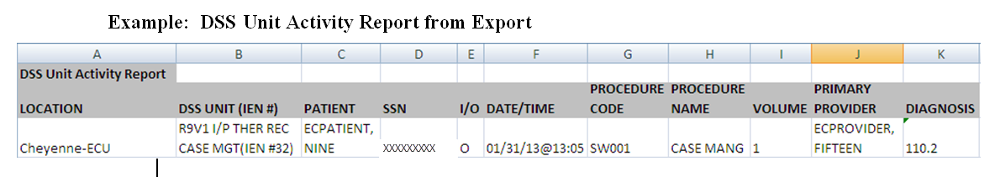 Example:  DSS Unit Activity Report from Export
A B C D E F G H I J K
DSS Unit Activity Report
PROCEDURE PROCEDURE PRIMARY
LOCATION DSS UNIT (IEN #) PATIENT SSN I/O DATE/TIME CODE NAME VOLUME PROVIDER DIAGNOSIS
R9V1 I/P THER REC ECPATIENT, ECPROVIDER,
Cheyenne-ECU CASE MGT(IEN #32) NINE XXXXXXXXX O 01/31/13@13:05 SW001 CASE MANG 1 FIFTEEN 110.2